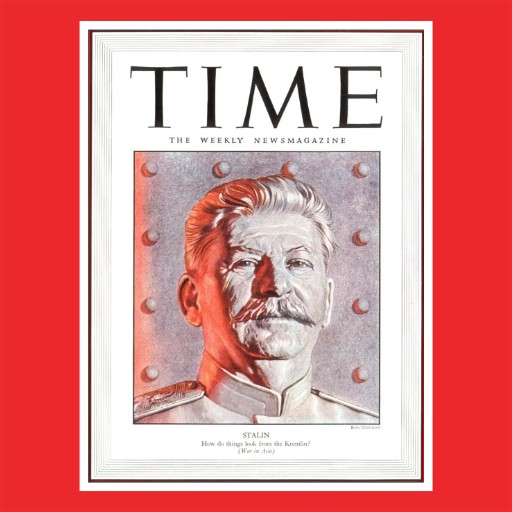 TIME
THE WEEKLY NEWSMAGAZINE
STALIN
How do things look from the Kremlin?
(War in Asia)